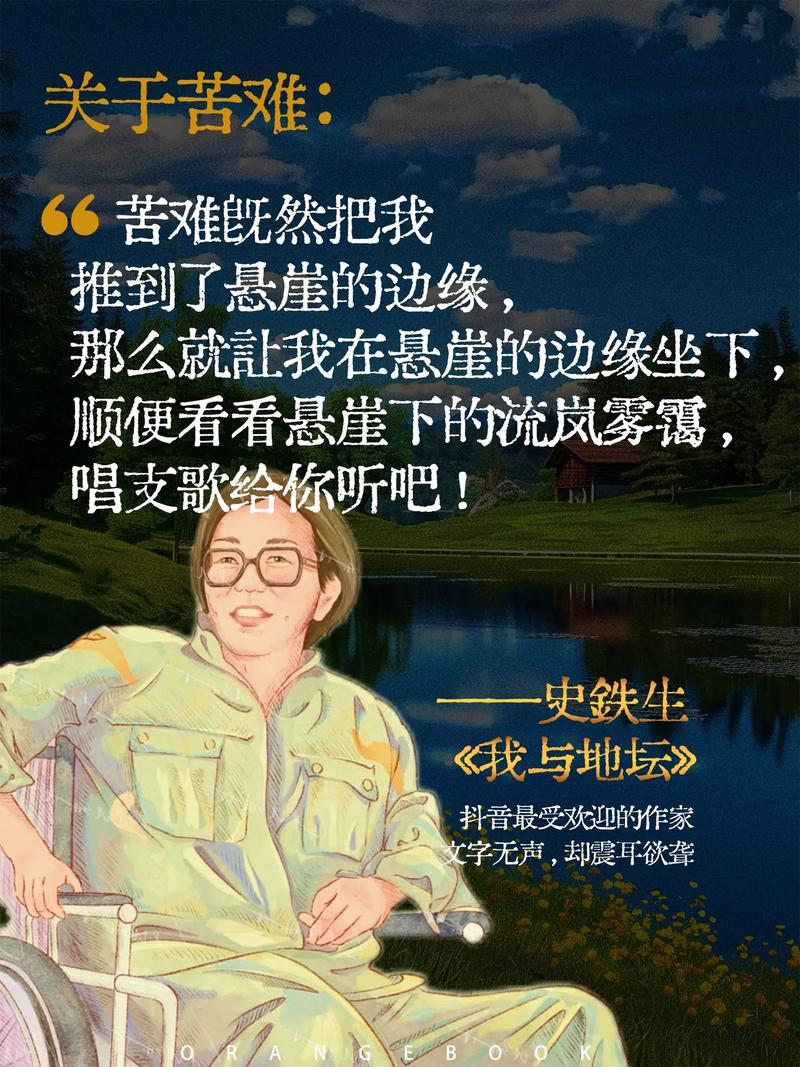 关于苦难：
“苦难既然把我
推到了悬崖的边缘，
那么就讓我在悬崖的边缘坐下，
顺便看看悬崖下的流岚雾霭，
唱支歌给你听吧！
——史鉄生
《我与地坛》
抖音最受欢迎的作家
文字无声，却震耳欲聋
ORANGEBOOK